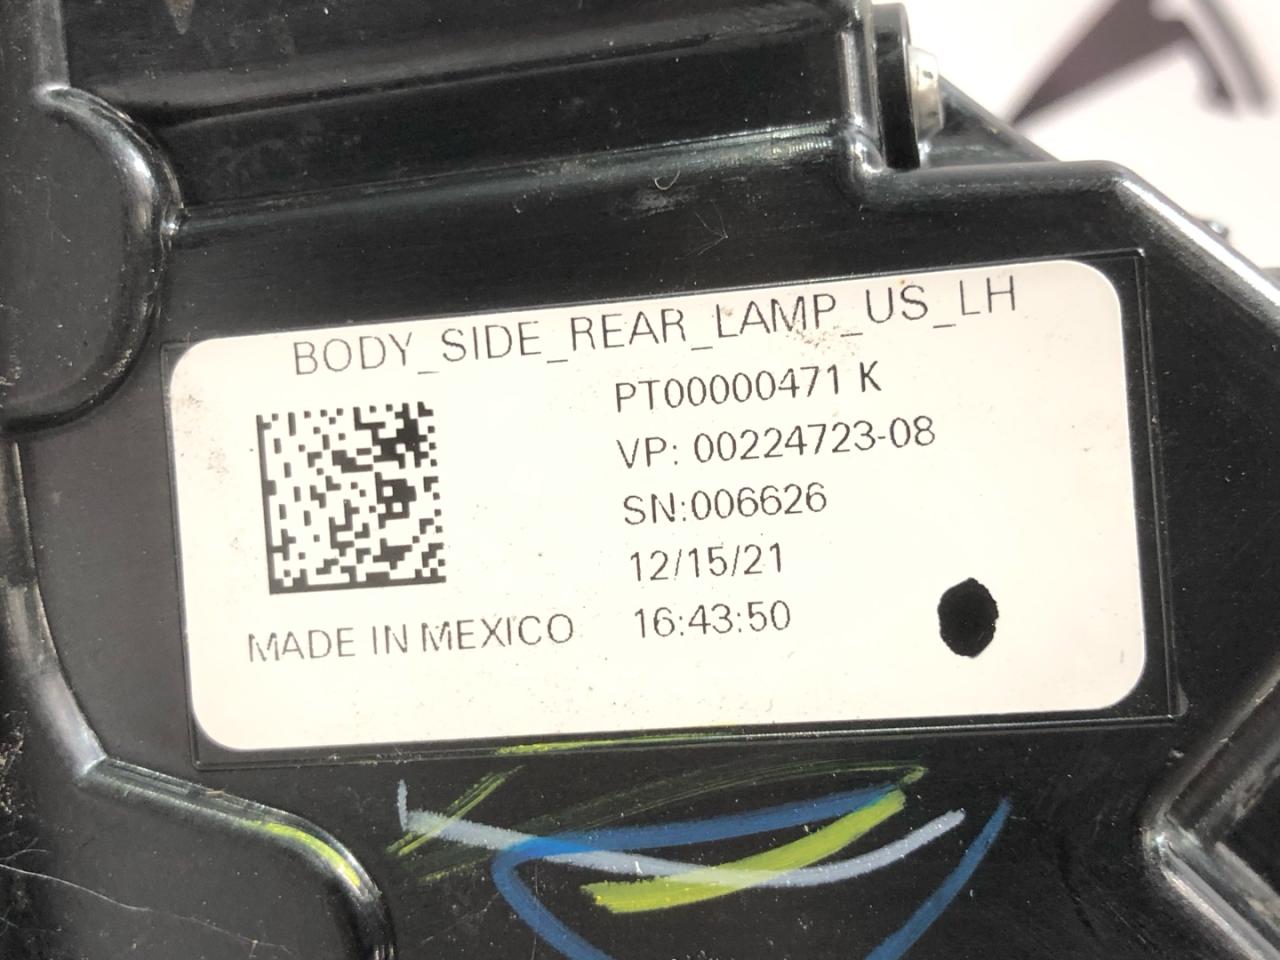 BODY_SIDE_REAR_LAMP_US_LH
PT00000471 K
VP: 00224723-08
SN:006626
12/15/21
16:43:50
MADE IN MEXICO